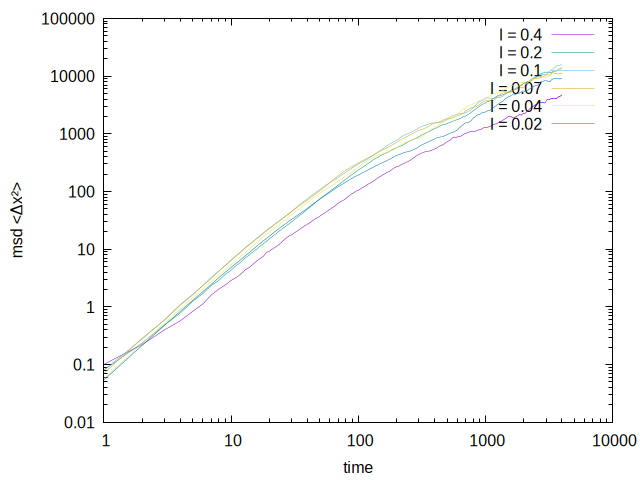 100000
10000
1000
100
10
1
0.1
0.01
1
10
100
1000
10000
msd <Δx²>
time
l = 0.4
l = 0.2
l = 0.1
l = 0.07
l = 0.04
l = 0.02